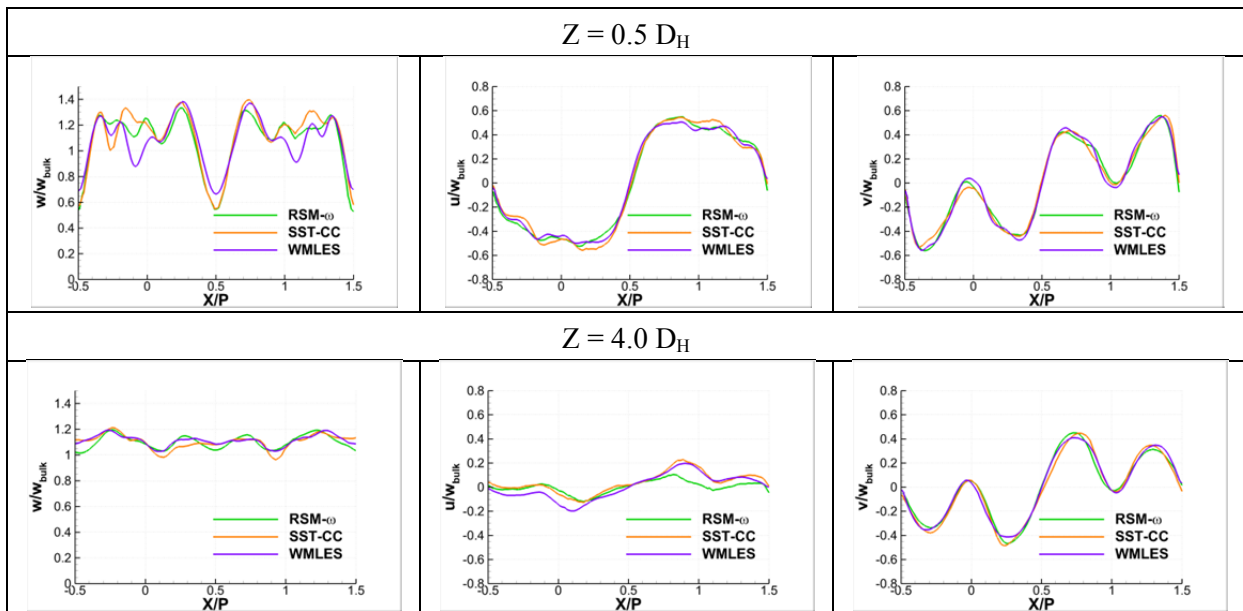 Z = 0.5 D_H
w/w_bulk
1.4
1.2
1
0.8
0.6
0.4
0.2
0
-0.5 0 0.5 1 1.5
X/P
RSM-ω
SST-CC
WMLES
u/w_bulk
0.8
0.6
0.4
0.2
0
-0.2
-0.4
-0.6
-0.8
-0.5 0 0.5 1 1.5
X/P
RSM-ω
SST-CC
WMLES
v/w_bulk
0.8
0.6
0.4
0.2
0
-0.2
-0.4
-0.6
-0.8
-0.5 0 0.5 1 1.5
X/P
RSM-ω
SST-CC
WMLES
Z = 4.0 D_H
w/w_bulk
1.4
1.2
1
0.8
0.6
0.4
0.2
0
-0.5 0 0.5 1 1.5
X/P
RSM-ω
SST-CC
WMLES
u/w_bulk
0.8
0.6
0.4
0.2
0
-0.2
-0.4
-0.6
-0.8
-0.5 0 0.5 1 1.5
X/P
RSM-ω
SST-CC
WMLES
v/w_bulk
0.8
0.6
0.4
0.2
0
-0.2
-0.4
-0.6
-0.8
-0.5 0 0.5 1 1.5
X/P
RSM-ω
SST-CC
WMLES